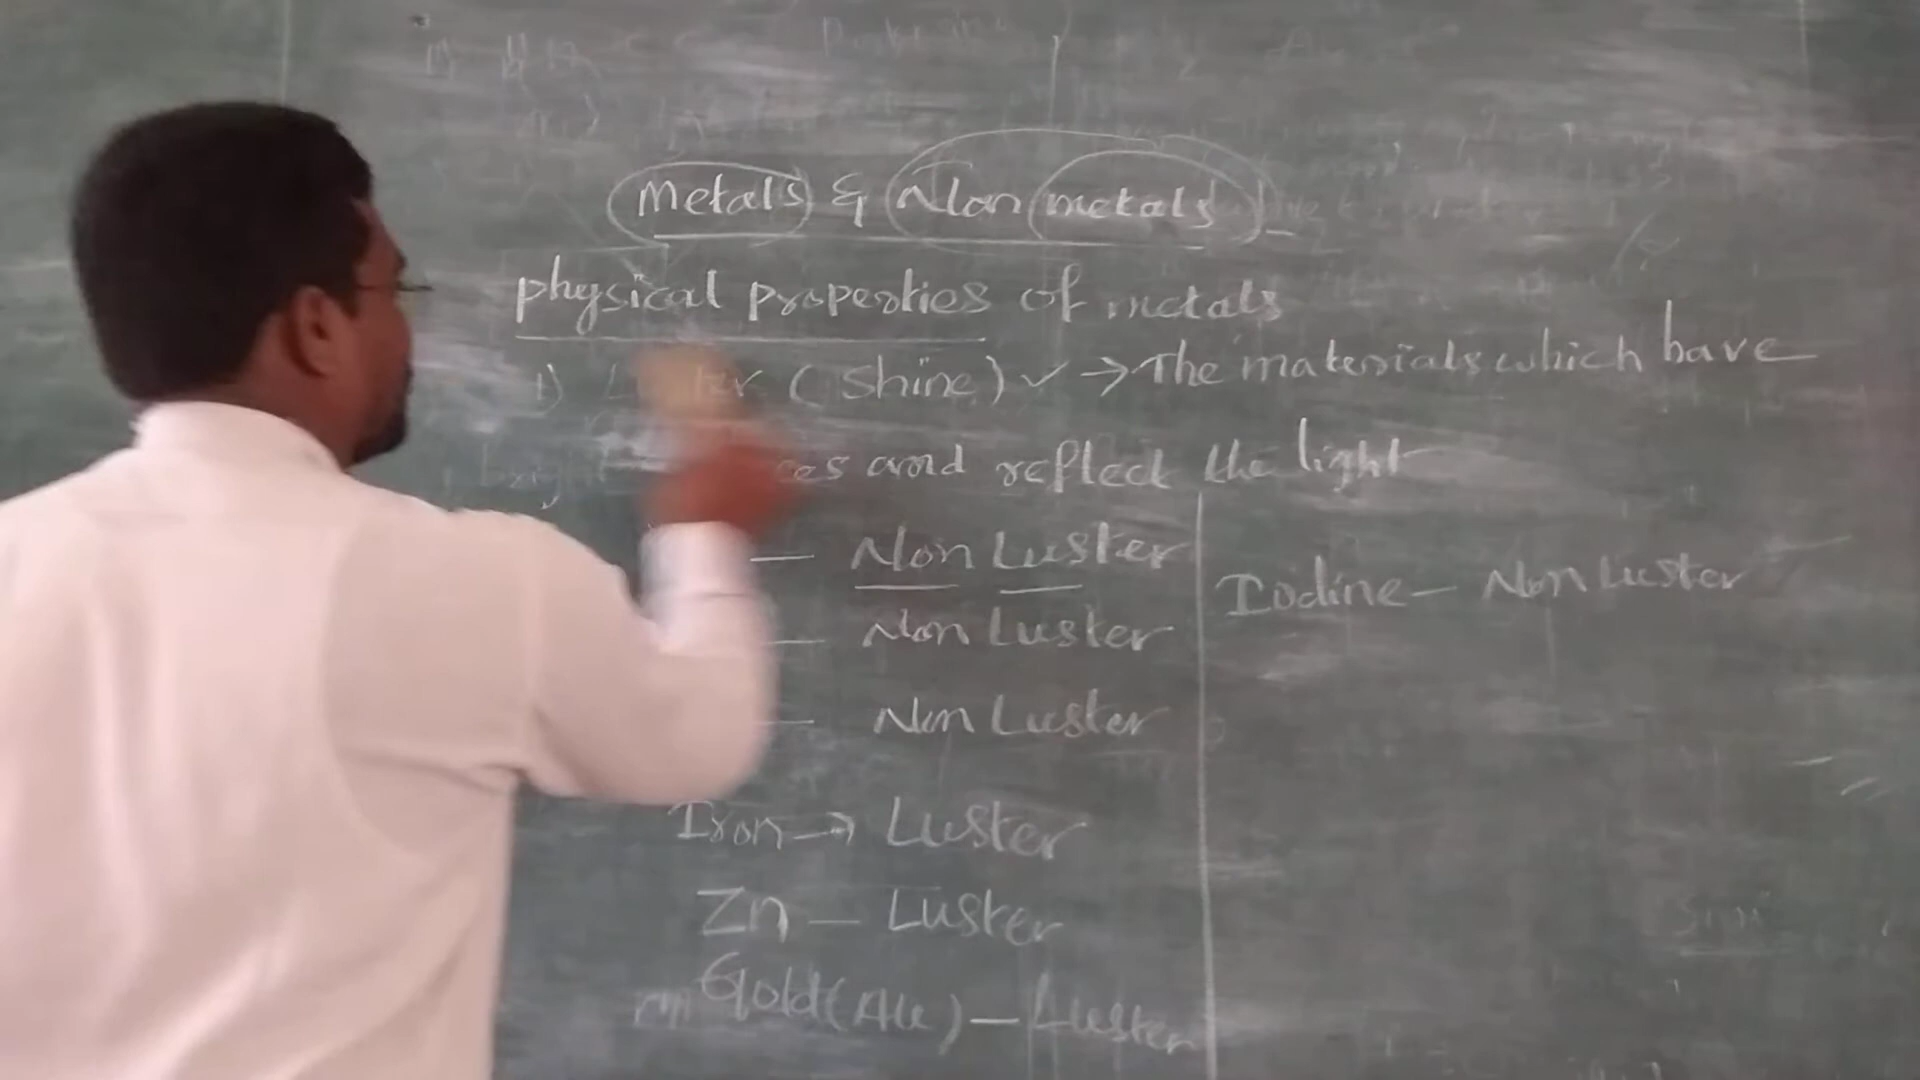 Metals & Non metals
physical properties of metals
1) (Shine) ✓ → The materials which have
and reflect the light
— Non Luster
— Non Luster
— Non Luster
Iron → Luster
Zn — Luster
Gold (Au) — Luster
Iodine — Non Luster